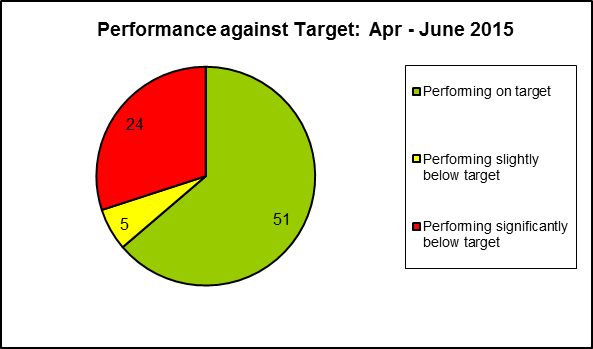 Performance against Target:  Apr - June 2015
24
5
51
Performing on target
Performing slightly
below target
Performing significantly
below target